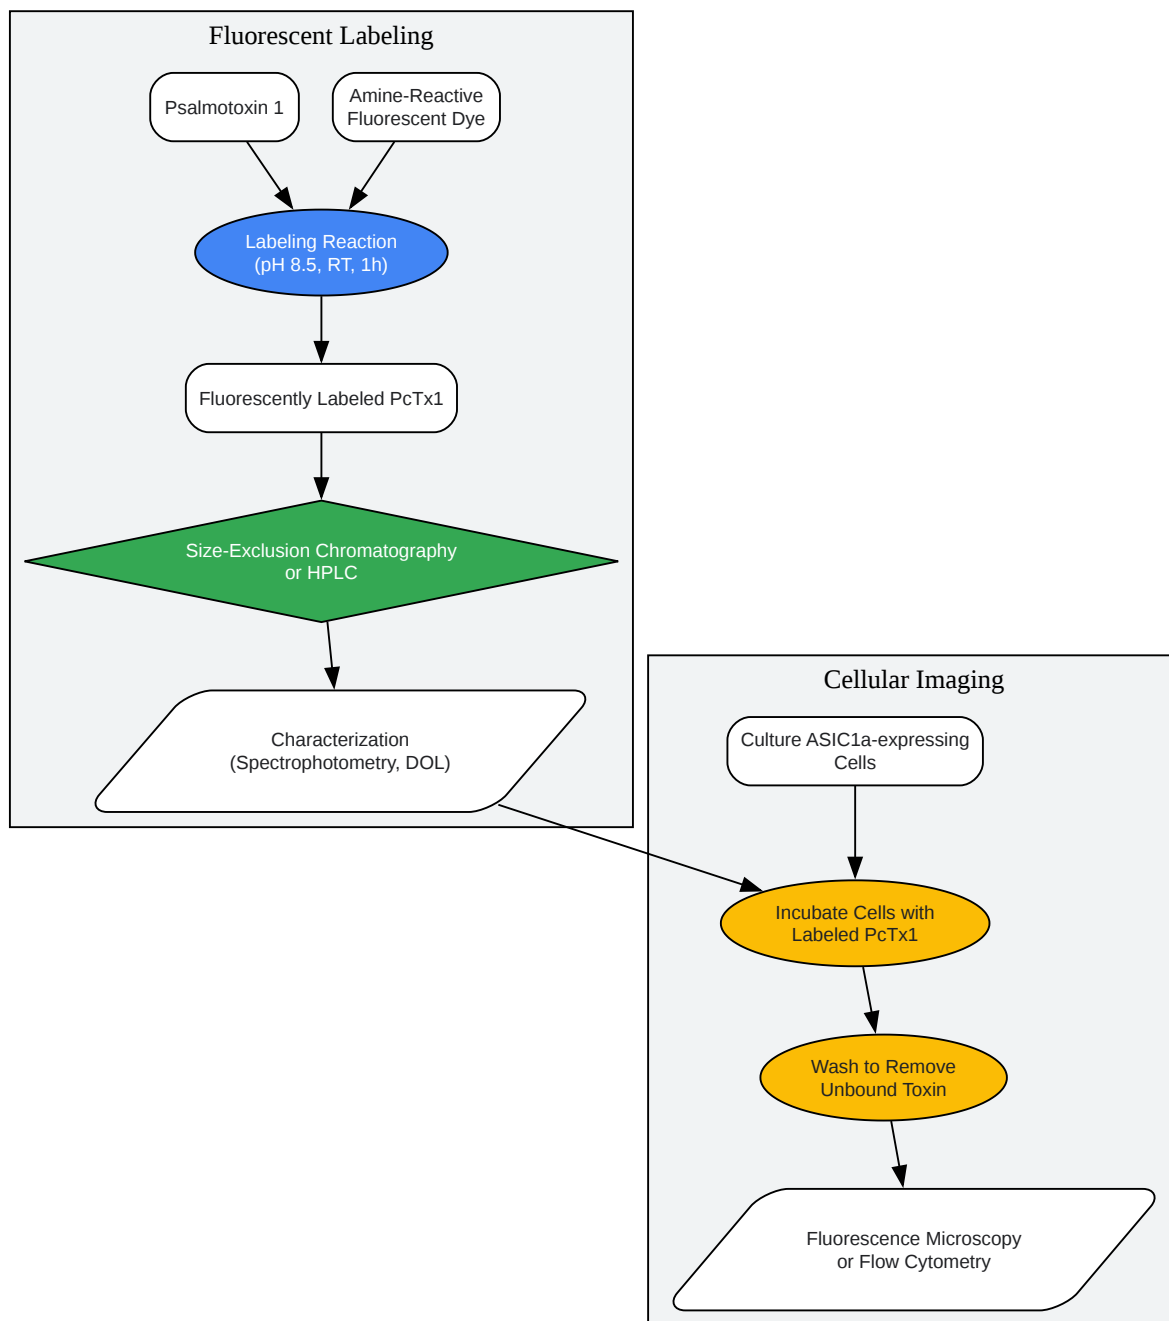 Fluorescent Labeling
Psalmotoxin 1
Amine-Reactive
Fluorescent Dye
Labeling Reaction
(pH 8.5, RT, 1h)
Fluorescently Labeled PcTx1
Size-Exclusion Chromatography
or HPLC
Characterization
(Spectrophotometry, DOL)
Cellular Imaging
Culture ASIC1a-expressing
Cells
Incubate Cells with
Labeled PcTx1
Wash to Remove
Unbound Toxin
Fluorescence Microscopy
or Flow Cytometry